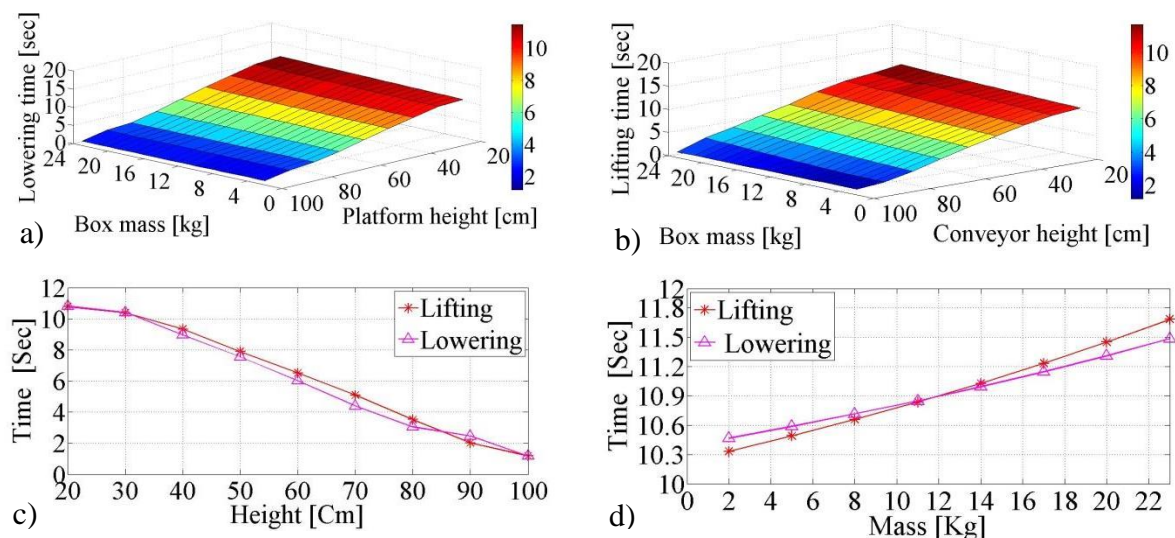 Lowering time [sec]
20
15
10
5
0
24
20
16
12
8
4
0
100
80
60
40
20
Box mass [kg]
Platform height [cm]
10
8
6
4
2
a)
Lifting time [sec]
20
15
10
5
0
24
20
16
12
8
4
0
100
80
60
40
20
Box mass [kg]
Conveyor height [cm]
10
8
6
4
2
b)
Time [Sec]
12
10
8
6
4
2
0
20 30 40 50 60 70 80 90 100
Height [Cm]
Lifting
Lowering
c)
Time [Sec]
12
11.8
11.5
11.2
10.9
10.6
10.3
10
0 2 4 6 8 10 12 14 16 18 20 22
Mass [Kg]
Lifting
Lowering
d)